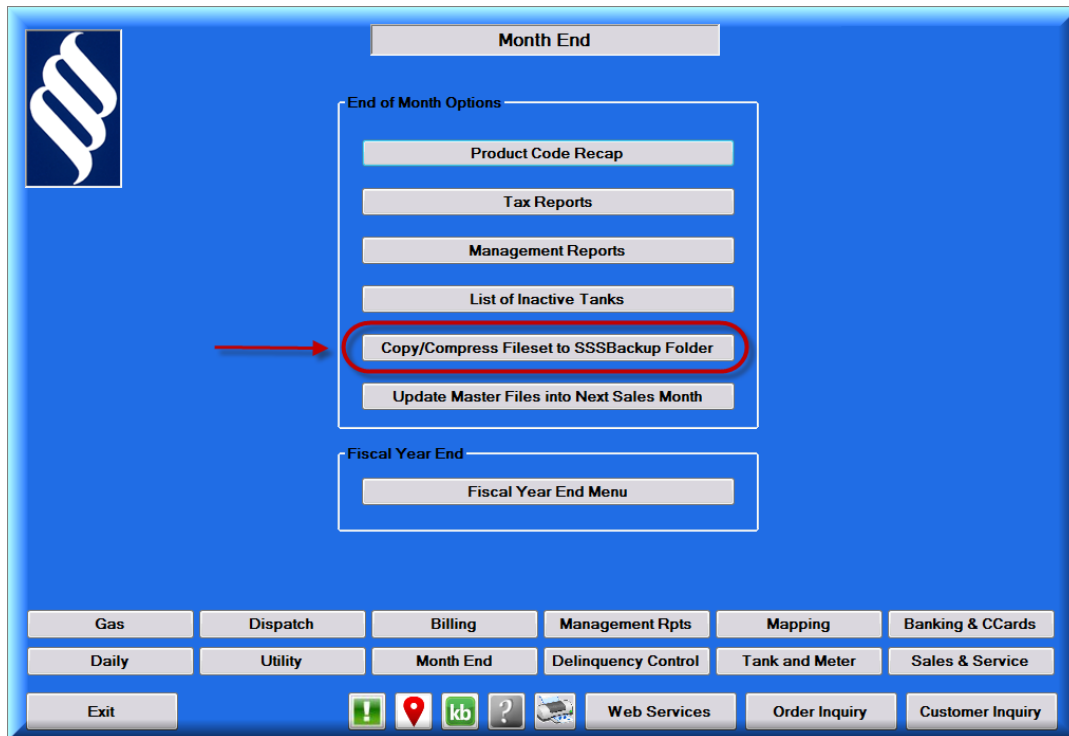 Month End
End of Month Options
Product Code Recap
Tax Reports
Management Reports
List of Inactive Tanks
Copy/Compress Fileset to SSSBackup Folder
Update Master Files into Next Sales Month
Fiscal Year End
Fiscal Year End Menu
Gas Dispatch Billing Management Rpts Mapping Banking & CCards
Daily Utility Month End Delinquency Control Tank and Meter Sales & Service
Exit ! kb ? Web Services Order Inquiry Customer Inquiry